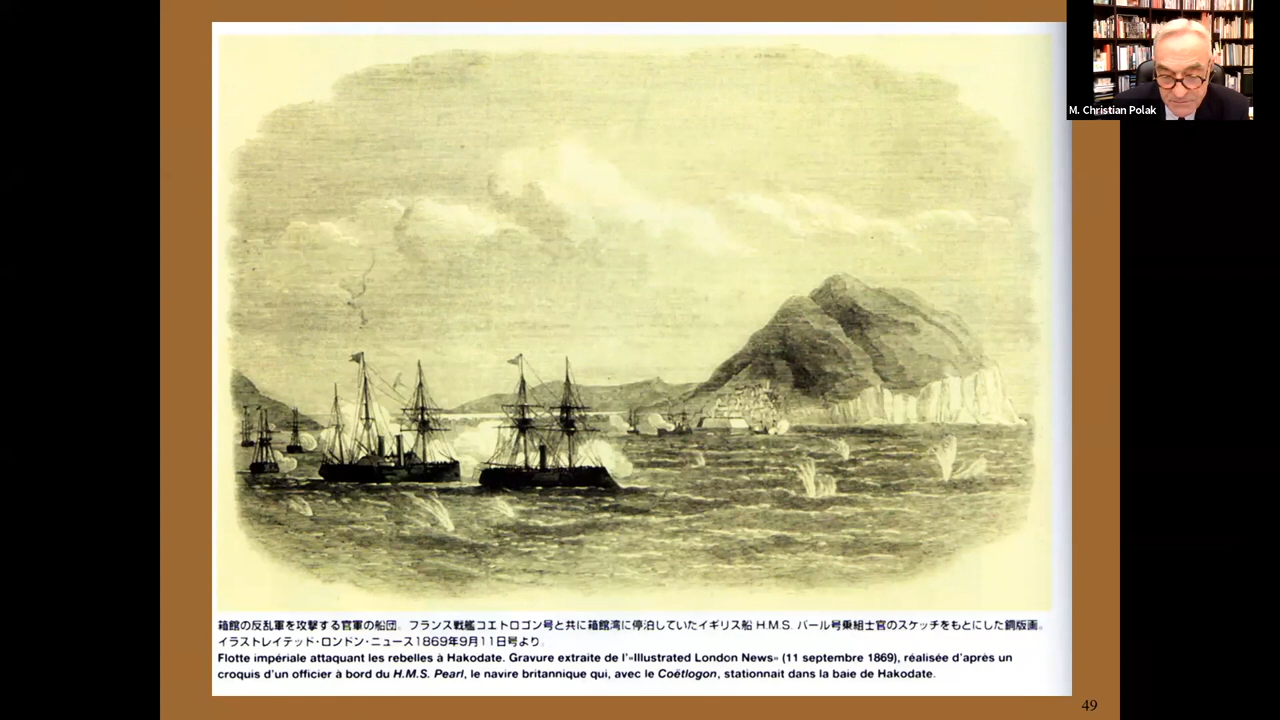 M. Christian Polak
箱館の反乱軍を攻撃する官軍の船団。フランス戦艦コエトロゴン号と共に箱館湾に停泊していたイギリス船 H.M.S. パール号乗組士官のスケッチをもとにした銅版画。
イラストレイテッド・ロンドン・ニュース1869年9月11日号より
Flotte impériale attaquant les rebelles à Hakodate. Gravure extraite de l'«Illustrated London News» (11 septembre 1869), réalisée d'après un
croquis d'un officier à bord du H.M.S. Pearl, le navire britannique qui, avec le Coëtlogon, stationnait dans la baie de Hakodate.
49